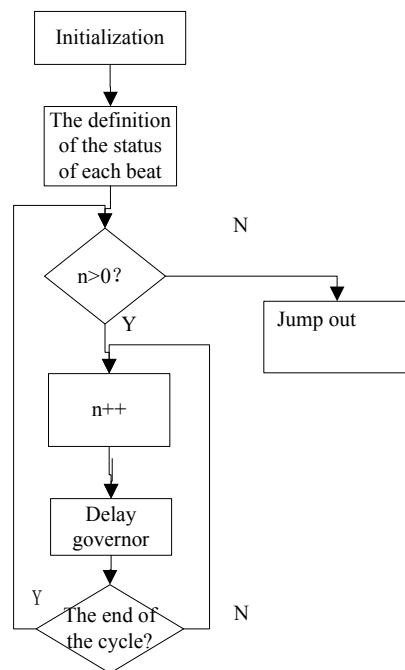 Initialization
The definition
of the status
of each beat
N
n>0?
Y
Jump out
n++
Delay
governor
Y
The end of
the cycle?
N